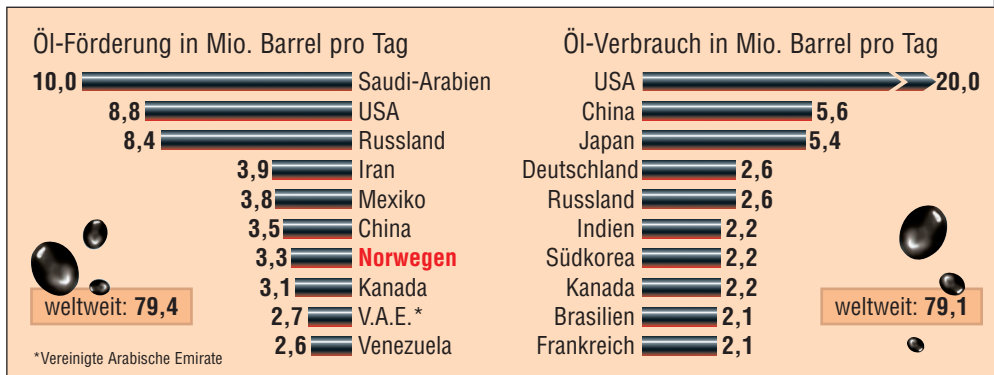 Öl-Förderung in Mio. Barrel pro Tag
10,0 Saudi-Arabien
8,8 USA
8,4 Russland
3,9 Iran
3,8 Mexiko
3,5 China
3,3 Norwegen
3,1 Kanada
2,7 V.A.E.*
2,6 Venezuela
weltweit: 79,4
*Vereinigte Arabische Emirate
Öl-Verbrauch in Mio. Barrel pro Tag
USA 20,0
China 5,6
Japan 5,4
Deutschland 2,6
Russland 2,6
Indien 2,2
Südkorea 2,2
Kanada 2,2
Brasilien 2,1
Frankreich 2,1
weltweit: 79,1